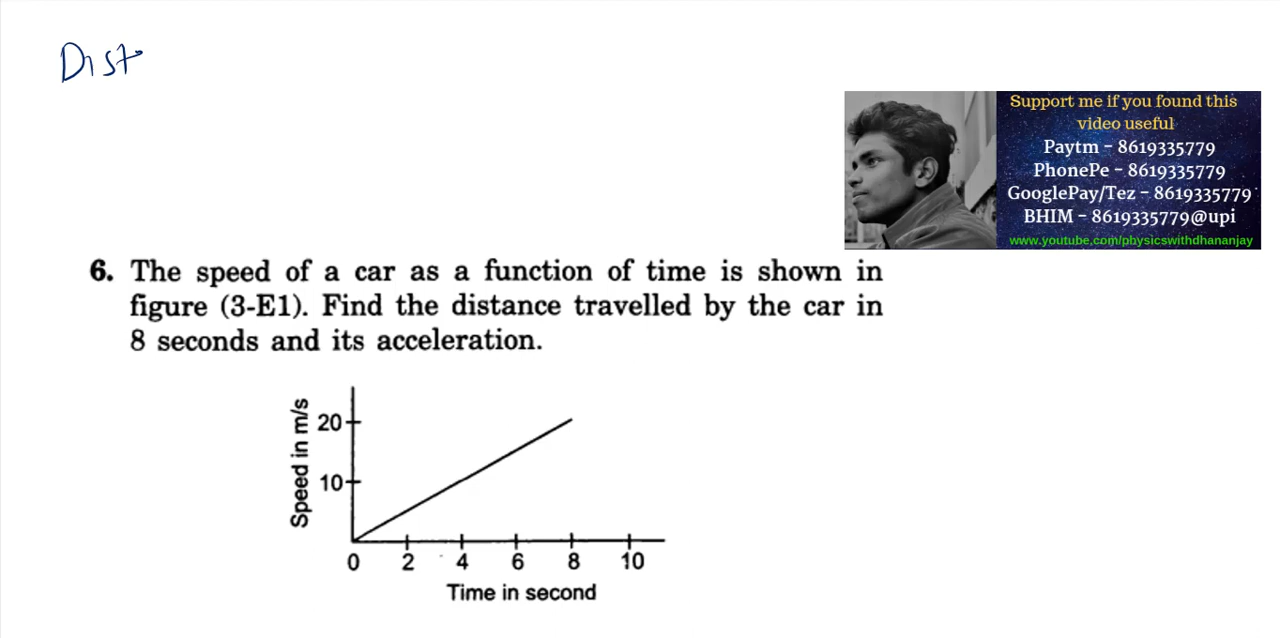 Dist
Support me if you found this
video useful
Paytm - 8619335779
PhonePe - 8619335779
GooglePay/Tez - 8619335779
BHIM - 8619335779@upi
www.youtube.com/physicswithdhananjay
6. The speed of a car as a function of time is shown in
figure (3-E1). Find the distance travelled by the car in
8 seconds and its acceleration.
Speed in m/s
20
10
0 2 4 6 8 10
Time in second